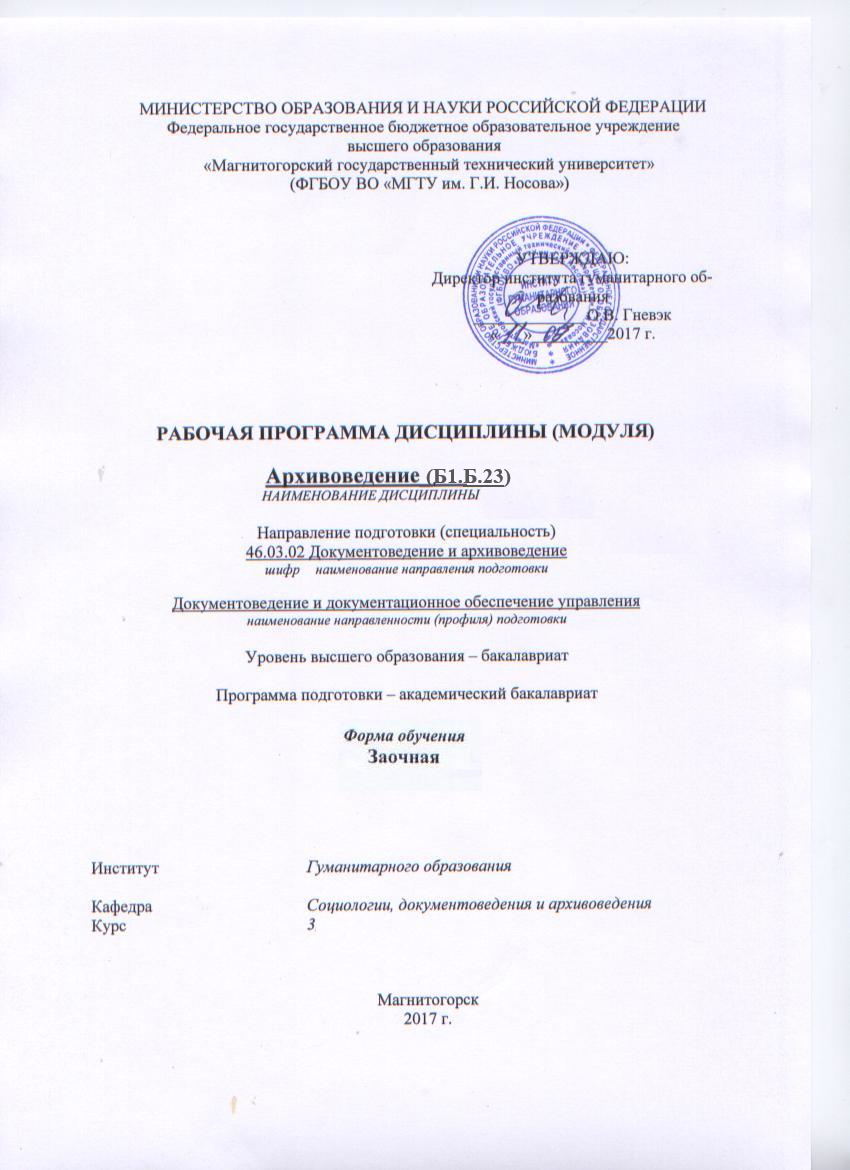 МИНИСТЕРСТВО ОБРАЗОВАНИЯ И НАУКИ РОССИЙСКОЙ ФЕДЕРАЦИИ
Федеральное государственное бюджетное образовательное учреждение
высшего образования
«Магнитогорский государственный технический университет»
(ФГБОУ ВО «МГТУ им. Г.И. Носова»)
УТВЕРЖДАЮ:
Директор института гуманитарного об-
разования
О.В. Гневэк
«11» 2017 г.
ИНСТИТУТ
ГУМАНИТАРНОГО
ОБРАЗОВАНИЯ
РАБОЧАЯ ПРОГРАММА ДИСЦИПЛИНЫ (МОДУЛЯ)
Архивоведение (Б1.Б.23)
НАИМЕНОВАНИЕ ДИСЦИПЛИНЫ
Направление подготовки (специальность)
46.03.02 Документоведение и архивоведение
шифр наименование направления подготовки
Документоведение и документационное обеспечение управления
наименование направленности (профиля) подготовки
Уровень высшего образования – бакалавриат
Программа подготовки – академический бакалавриат
Форма обучения
Заочная
Институт Гуманитарного образования
Кафедра Социологии, документоведения и архивоведения
Курс 3
Магнитогорск
2017 г.